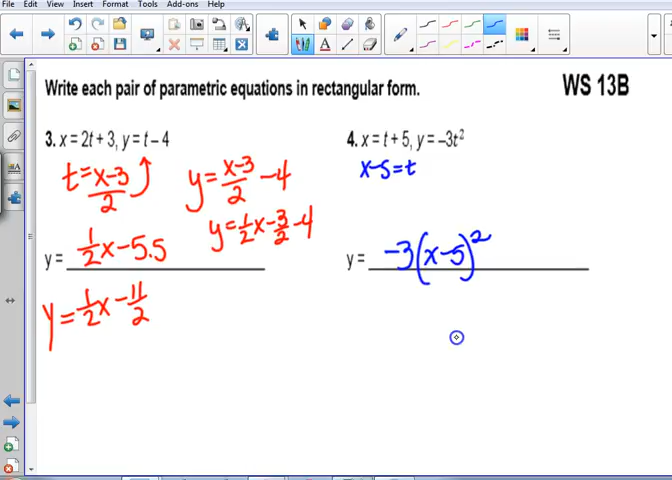 File Edit View Insert Format Tools Add-ons Help
Write each pair of parametric equations in rectangular form. WS 13B
3. x = 2t + 3, y = t – 4
t = x-3/2
y = x-3/2 - 4
y = 1/2x - 3/2 - 4
y = 1/2x - 5.5
y = 1/2x - 11/2
4. x = t + 5, y = –3t²
x-5=t
y = -3(x-5)²